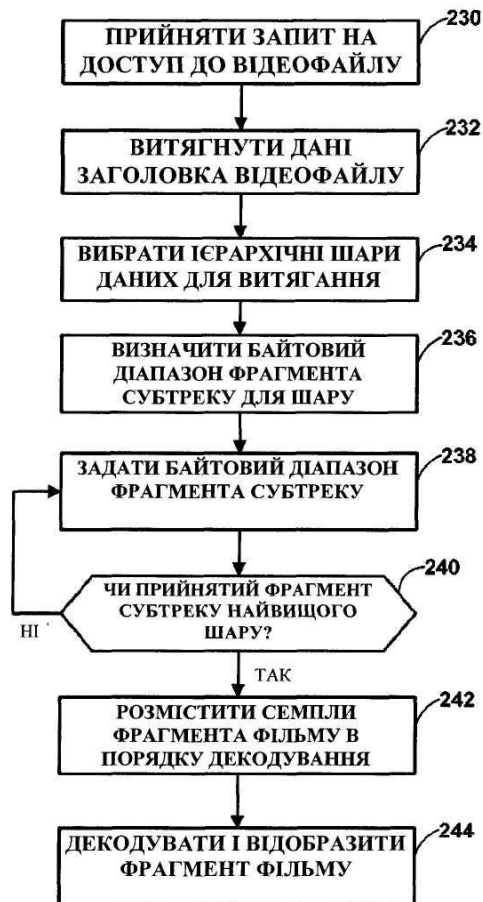 230
ПРИЙНЯТИ ЗАПИТ НА
ДОСТУП ДО ВІДЕОФАЙЛУ
232
ВИТЯГНУТИ ДАНІ
ЗАГОЛОВКА ВІДЕОФАЙЛУ
234
ВИБРАТИ ІЄРАРХІЧНІ ШАРИ
ДАНИХ ДЛЯ ВИТЯГАННЯ
236
ВИЗНАЧИТИ БАЙТОВИЙ
ДІАПАЗОН ФРАГМЕНТА
СУБТРЕКУ ДЛЯ ШАРУ
238
ЗАДАТИ БАЙТОВИЙ ДІАПАЗОН
ФРАГМЕНТА СУБТРЕКУ
240
ЧИ ПРИЙНЯТИЙ ФРАГМЕНТ
СУБТРЕКУ НАЙВИЩОГО
ШАРУ?
НІ
ТАК
242
РОЗМІСТИТИ СЕМПЛИ
ФРАГМЕНТА ФІЛЬМУ В
ПОРЯДКУ ДЕКОДУВАННЯ
244
ДЕКОДУВАТИ І ВІДОБРАЗИТИ
ФРАГМЕНТ ФІЛЬМУ